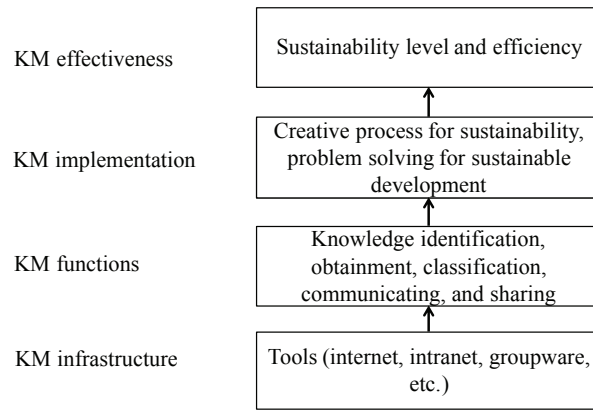 KM effectiveness
Sustainability level and efficiency
KM implementation
Creative process for sustainability,
problem solving for sustainable
development
KM functions
Knowledge identification,
obtainment, classification,
communicating, and sharing
KM infrastructure
Tools (internet, intranet, groupware,
etc.)